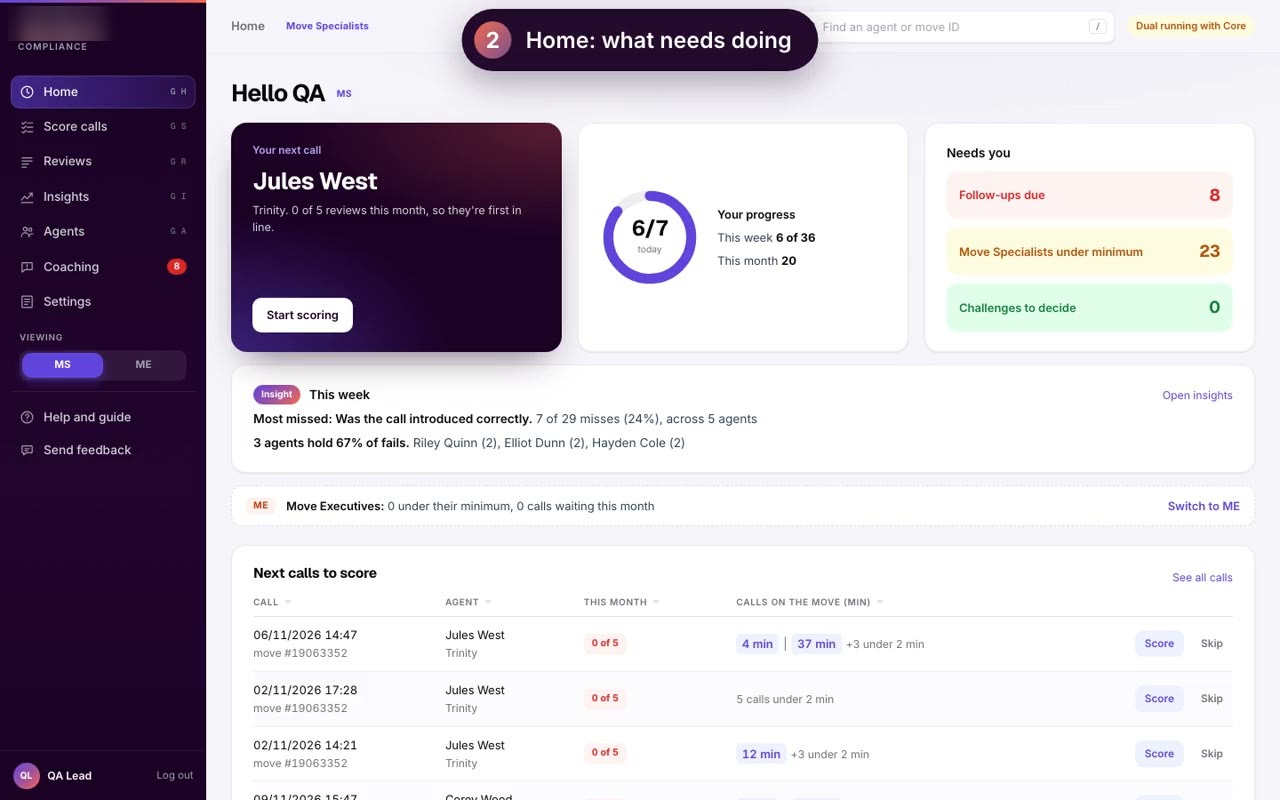 COMPLIANCE
Home G H
Score calls G S
Reviews G R
Insights G I
Agents G A
Coaching 8
Settings
VIEWING
MS ME
Help and guide
Send feedback
QL QA Lead Log out
Home Move Specialists
2 Home: what needs doing
Find an agent or move ID /
Dual running with Core
Hello QA MS
Your next call
Jules West
Trinity. 0 of 5 reviews this month, so they're first in
line.
Start scoring
6/7
today
Your progress
This week 6 of 36
This month 20
Needs you
Follow-ups due 8
Move Specialists under minimum 23
Challenges to decide 0
Insight This week Open insights
Most missed: Was the call introduced correctly. 7 of 29 misses (24%), across 5 agents
3 agents hold 67% of fails. Riley Quinn (2), Elliot Dunn (2), Hayden Cole (2)
ME Move Executives: 0 under their minimum, 0 calls waiting this month Switch to ME
Next calls to score See all calls
CALL AGENT THIS MONTH CALLS ON THE MOVE (MIN)
06/11/2026 14:47 Jules West 0 of 5 4 min | 37 min +3 under 2 min Score Skip
move #19063352 Trinity
02/11/2026 17:28 Jules West 0 of 5 5 calls under 2 min Score Skip
move #19063352 Trinity
02/11/2026 14:21 Jules West 0 of 5 12 min +3 under 2 min Score Skip
move #19063352 Trinity
09/11/2026 15:47 Corey Wood